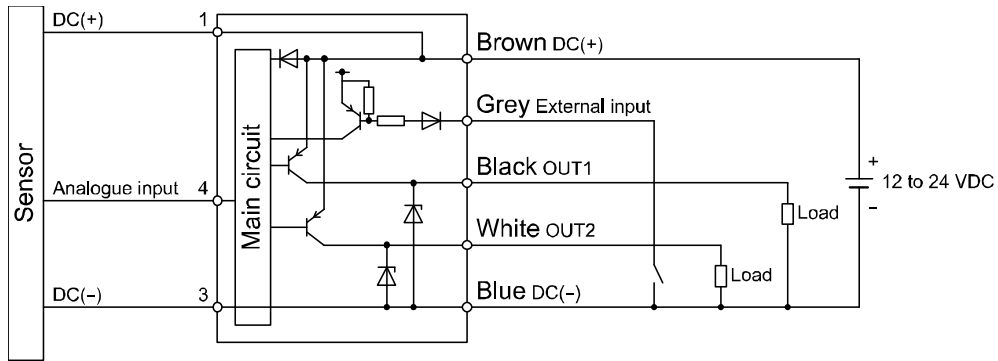 DC(+) 1
Brown DC(+)
Grey External input
Black OUT1
Analogue input 4
White OUT2
DC(−) 3
Blue DC(−)
Sensor
Main circuit
+
12 to 24 VDC
−
Load
Load